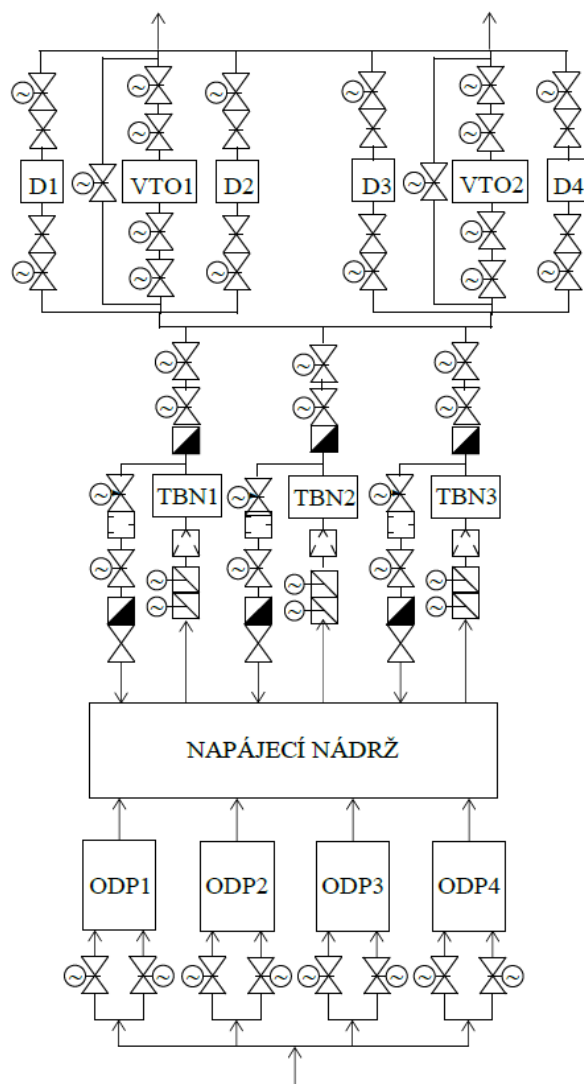 D1 VTO1 D2 D3 VTO2 D4
TBN1 TBN2 TBN3
NAPÁJECÍ NÁDRŽ
ODP1 ODP2 ODP3 ODP4